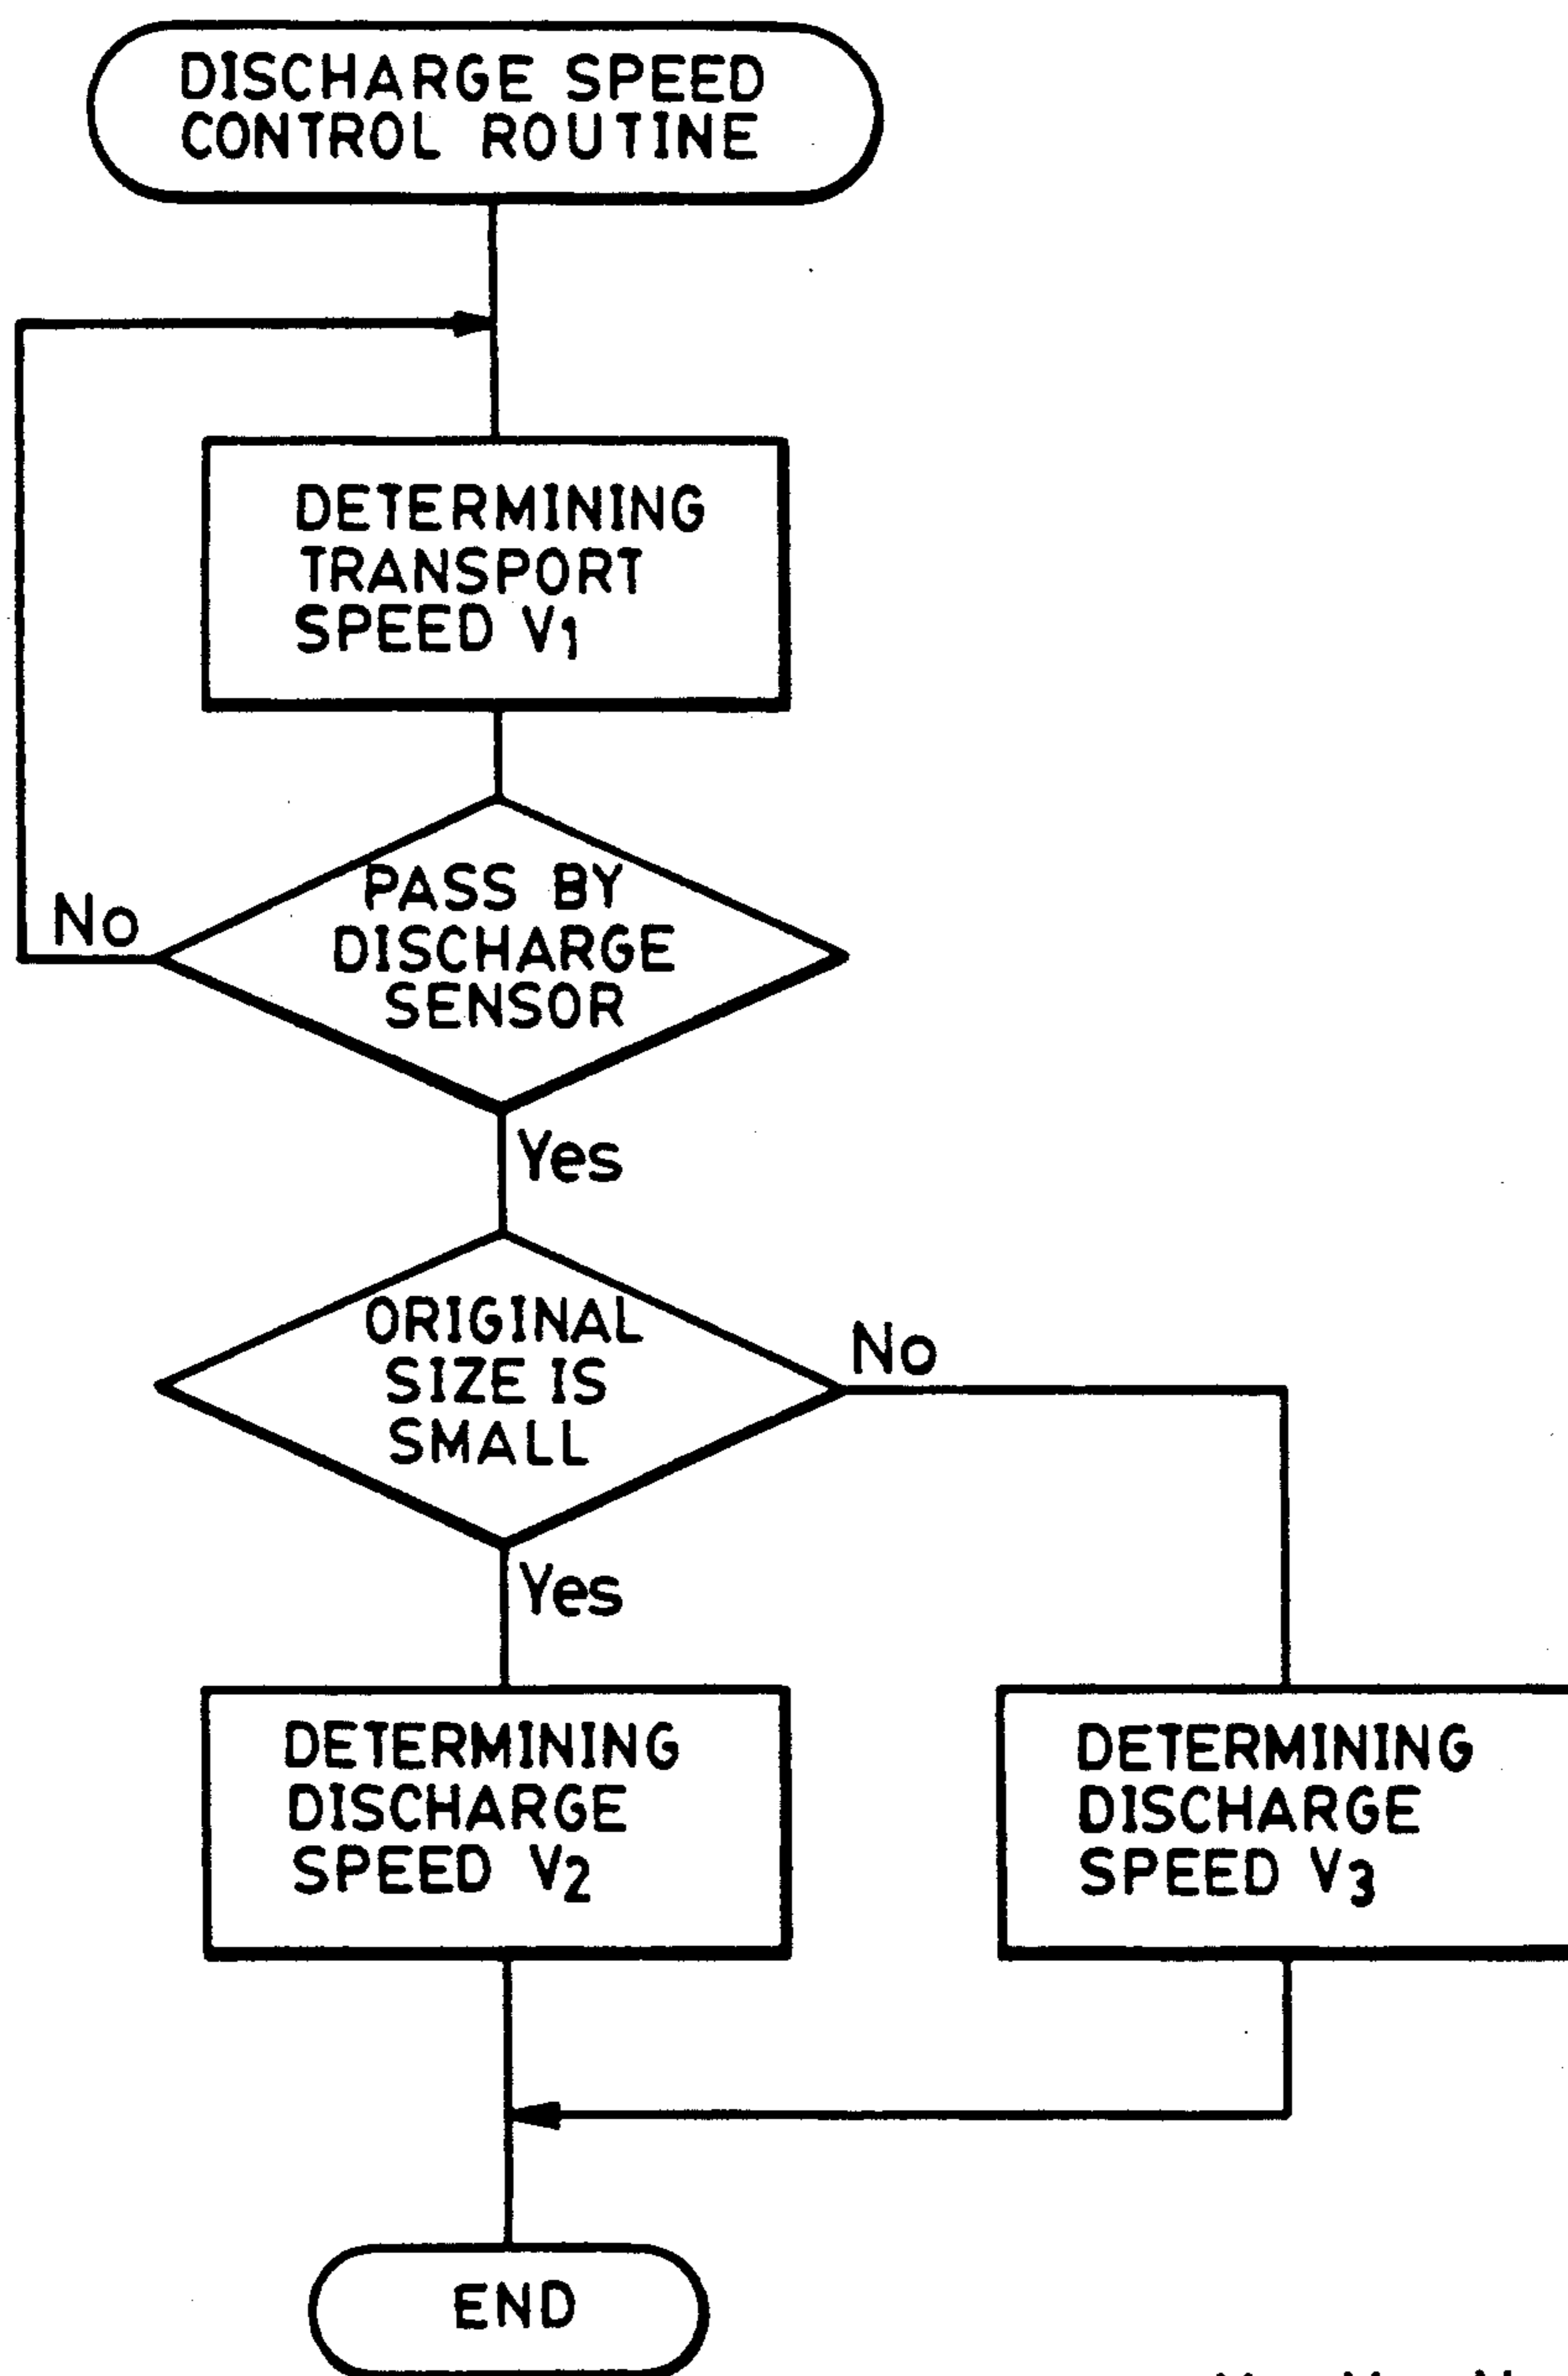 DISCHARGE SPEED
CONTROL ROUTINE
DETERMINING
TRANSPORT
SPEED V1
PASS BY
DISCHARGE
SENSOR
No
Yes
ORIGINAL
SIZE IS
SMALL
No
Yes
DETERMINING
DISCHARGE
SPEED V2
DETERMINING
DISCHARGE
SPEED V3
END